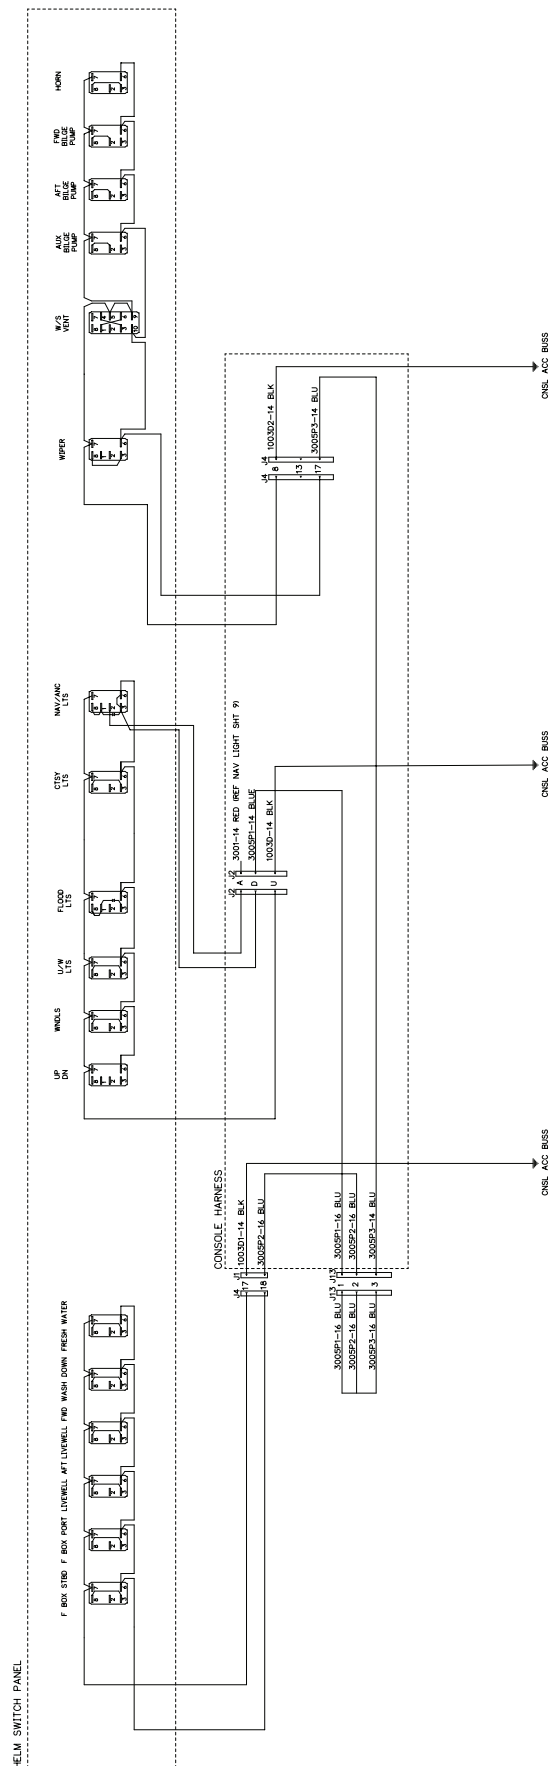 HELM SWITCH PANEL
F BOX STBD
F BOX PORT
LIVEWELL AFT
LIVEWELL FWD
WASH DOWN
FRESH WATER
UP
DN
WNDLS
U/W
LTS
FLOOD
LTS
CTSY
LTS
NAV/ANC
LTS
WIPER
W/S
VENT
AUX
BILGE
PUMP
AFT
BILGE
PUMP
FWD
BILGE
PUMP
HORN
CONSOLE HARNESS
J4
J1
17
18
1003D1-14 BLK
3005P2-16 BLU
J13
J13
1
2
3
3005P1-16 BLU
3005P2-16 BLU
3005P3-16 BLU
3005P1-16 BLU
3005P2-16 BLU
3005P3-14 BLU
J2
J2
A
D
U
3001-14 RED (REF NAV LIGHT SHT 9)
3005P1-14 BLUE
1003D-14 BLK
J4
J4
8
13
17
1003D2-14 BLK
3005P3-14 BLU
CNSL ACC BUSS
CNSL ACC BUSS
CNSL ACC BUSS